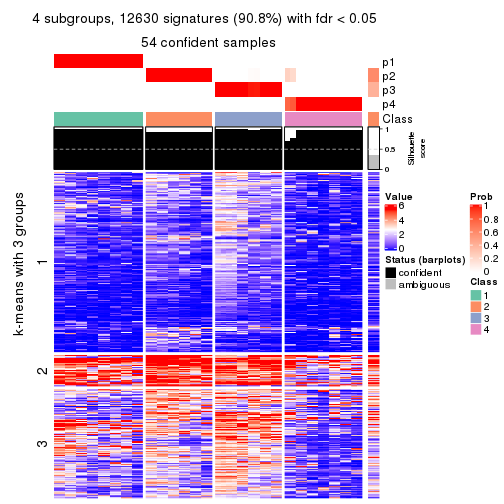 4 subgroups, 12630 signatures (90.8%) with fdr < 0.05
54 confident samples
p1
p2
p3
p4
Class
1
0.5
0
Silhouette
score
k-means with 3 groups
1
2
3
Value
6
4
2
0
Status (barplots)
confident
ambiguous
Prob
1
0.8
0.6
0.4
0.2
0
Class
1
2
3
4